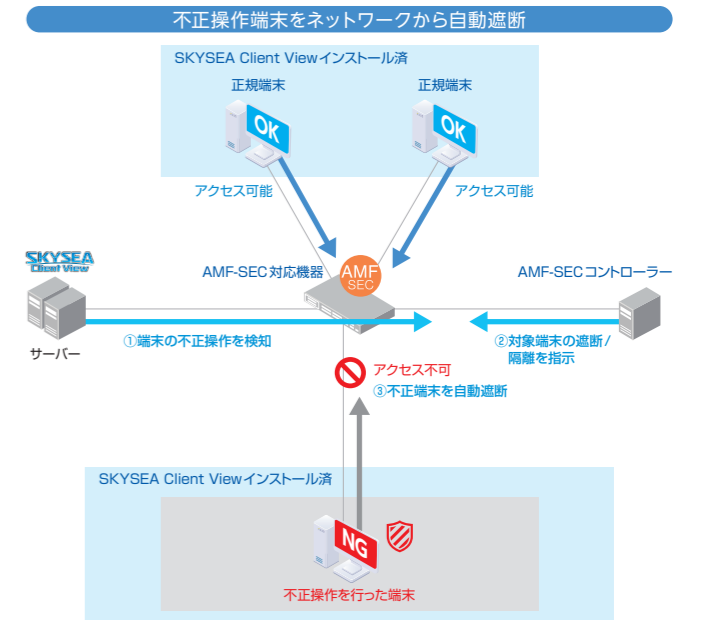 不正操作端末をネットワークから自動遮断
SKYSEA Client Viewインストール済
正規端末
正規端末
OK
OK
アクセス可能
アクセス可能
SKYSEA
Client View
AMF-SEC対応機器
AMF
SEC
AMF-SECコントローラー
サーバー
①端末の不正操作を検知
②対象端末の遮断/
隔離を指示
アクセス不可
③不正端末を自動遮断
SKYSEA Client Viewインストール済
NG
不正操作を行った端末